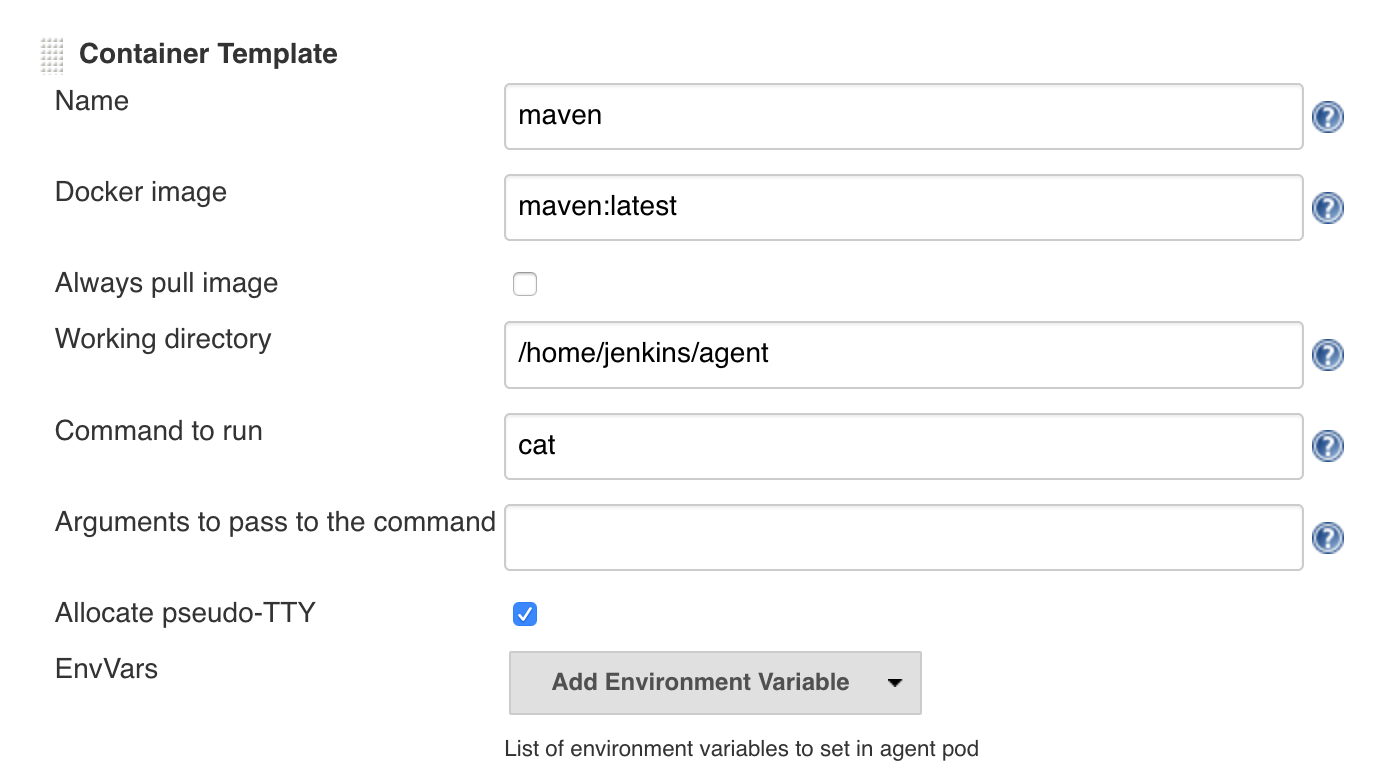 Container Template
Name
maven
?
Docker image
maven:latest
?
Always pull image
Working directory
/home/jenkins/agent
?
Command to run
cat
?
Arguments to pass to the command
?
Allocate pseudo-TTY
EnvVars
Add Environment Variable
List of environment variables to set in agent pod